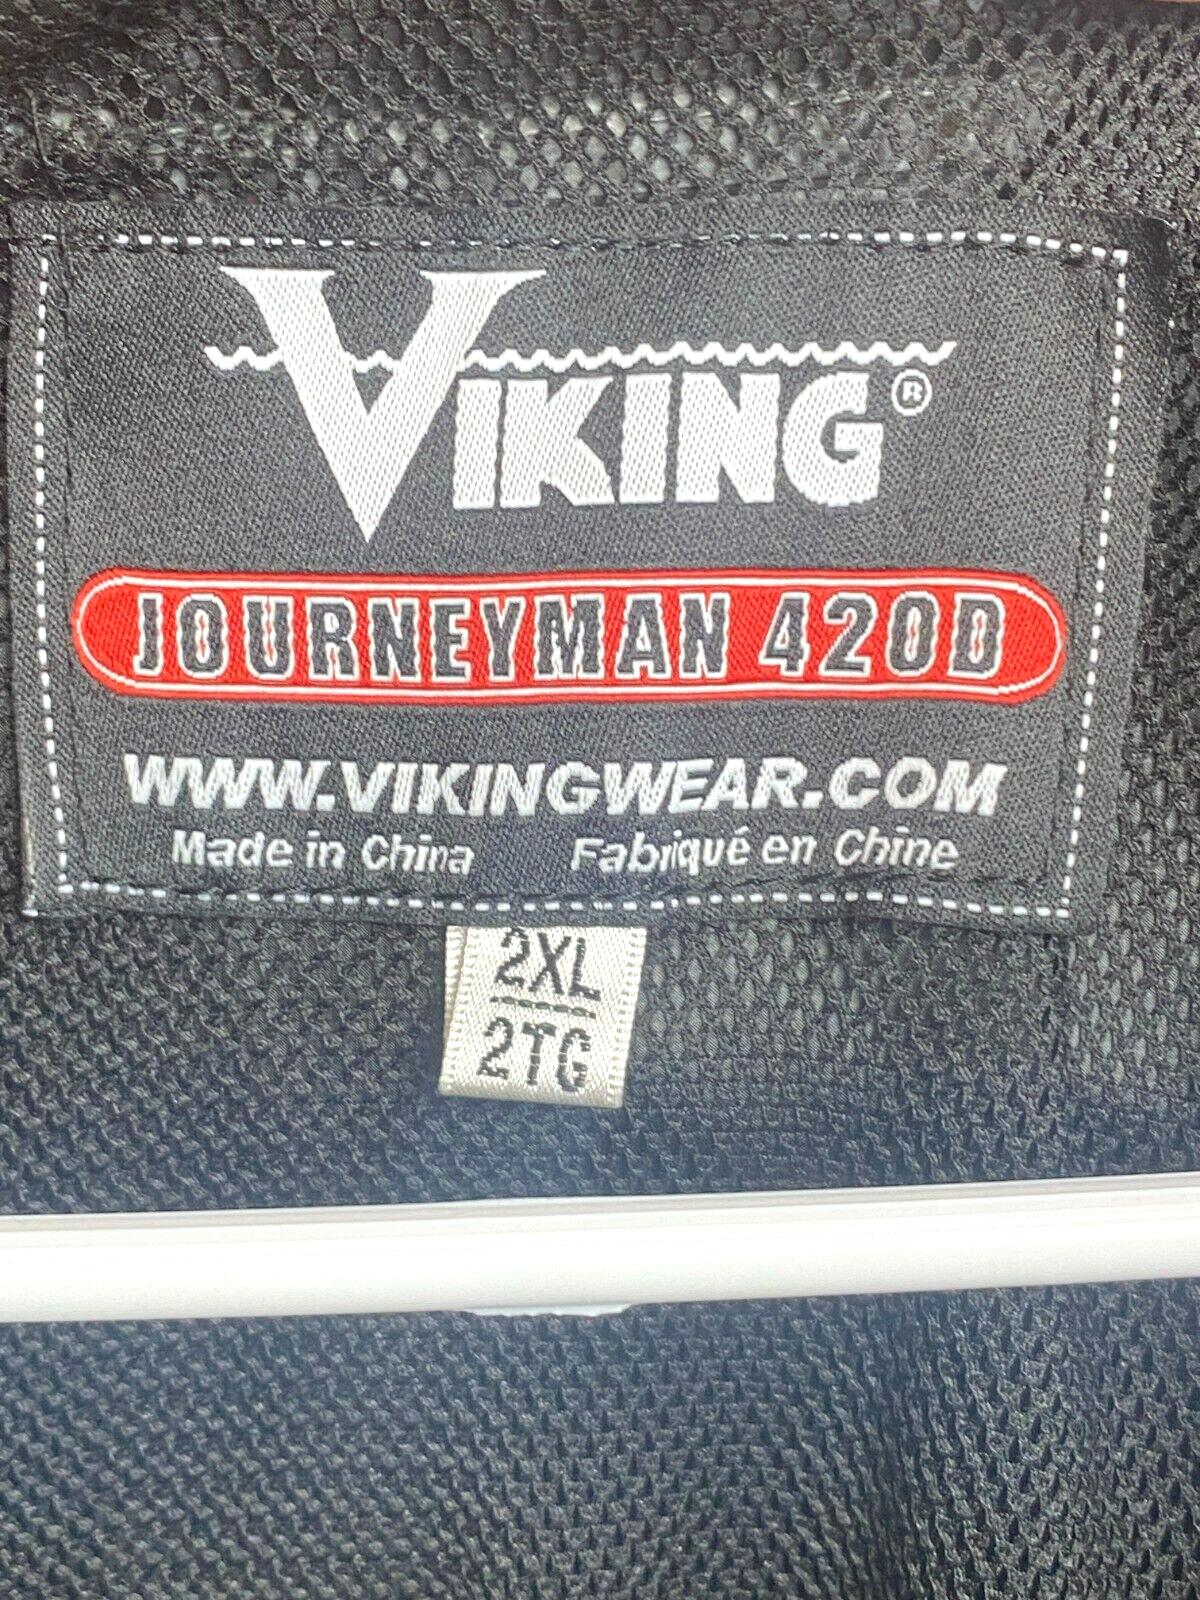 VIKING®
JOURNEYMAN 420D
WWW.VIKINGWEAR.COM
Made in China Fabriqué en Chine
2XL
2TG